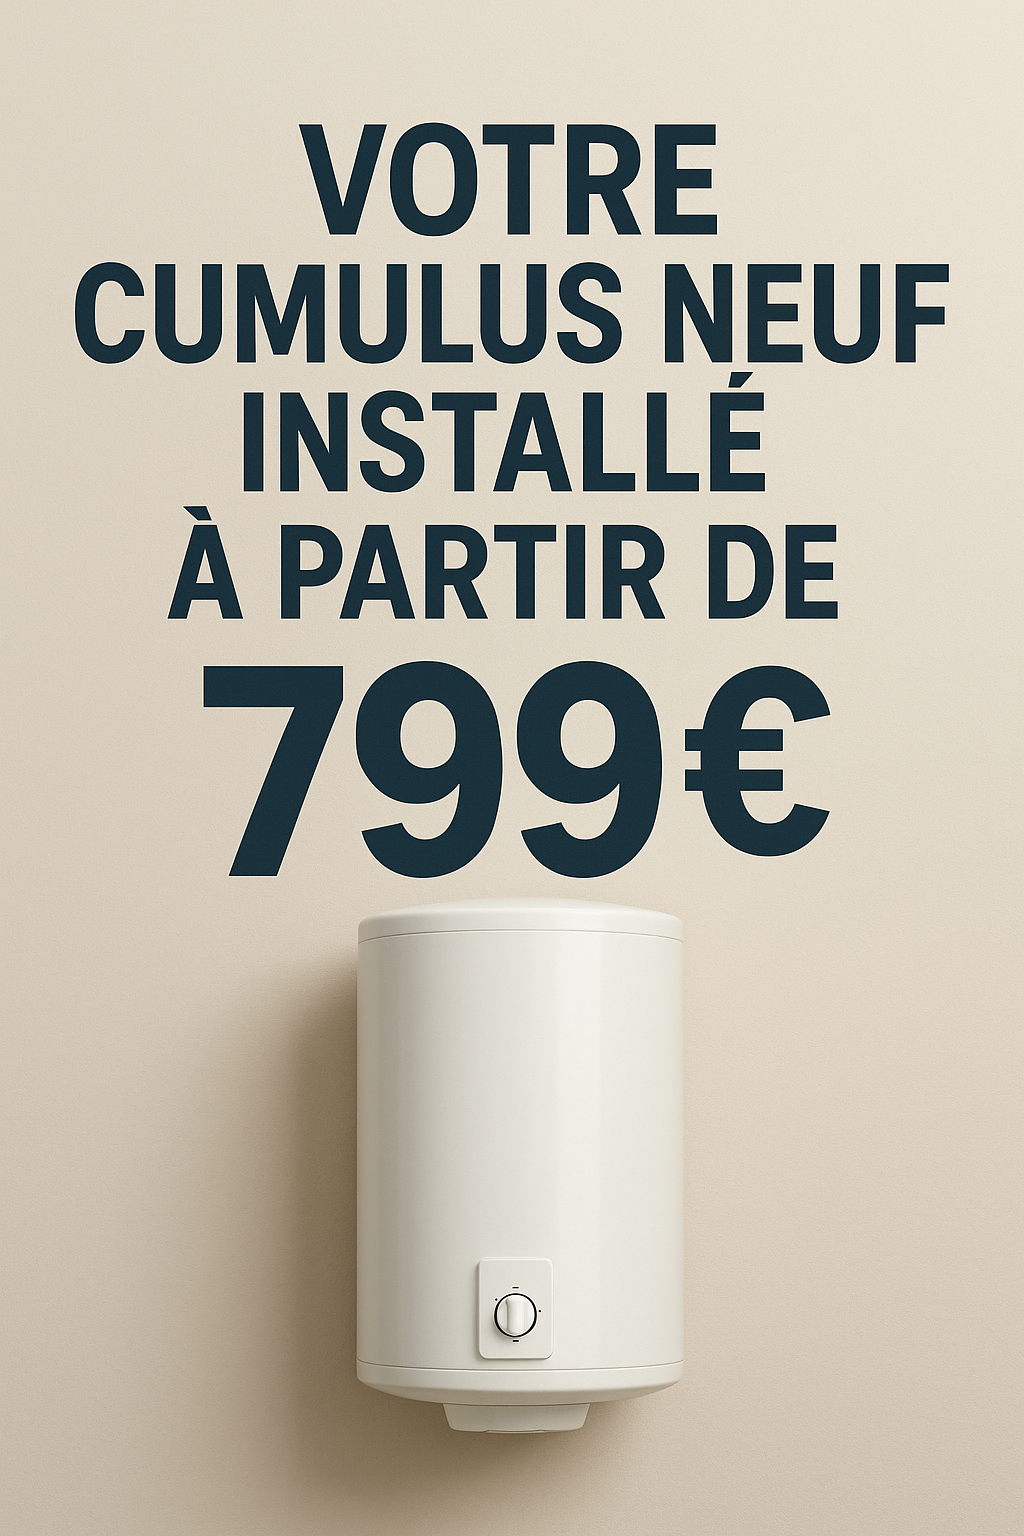 VOTRE
CUMULUS NEUF
INSTALLÉ
À PARTIR DE
799 €